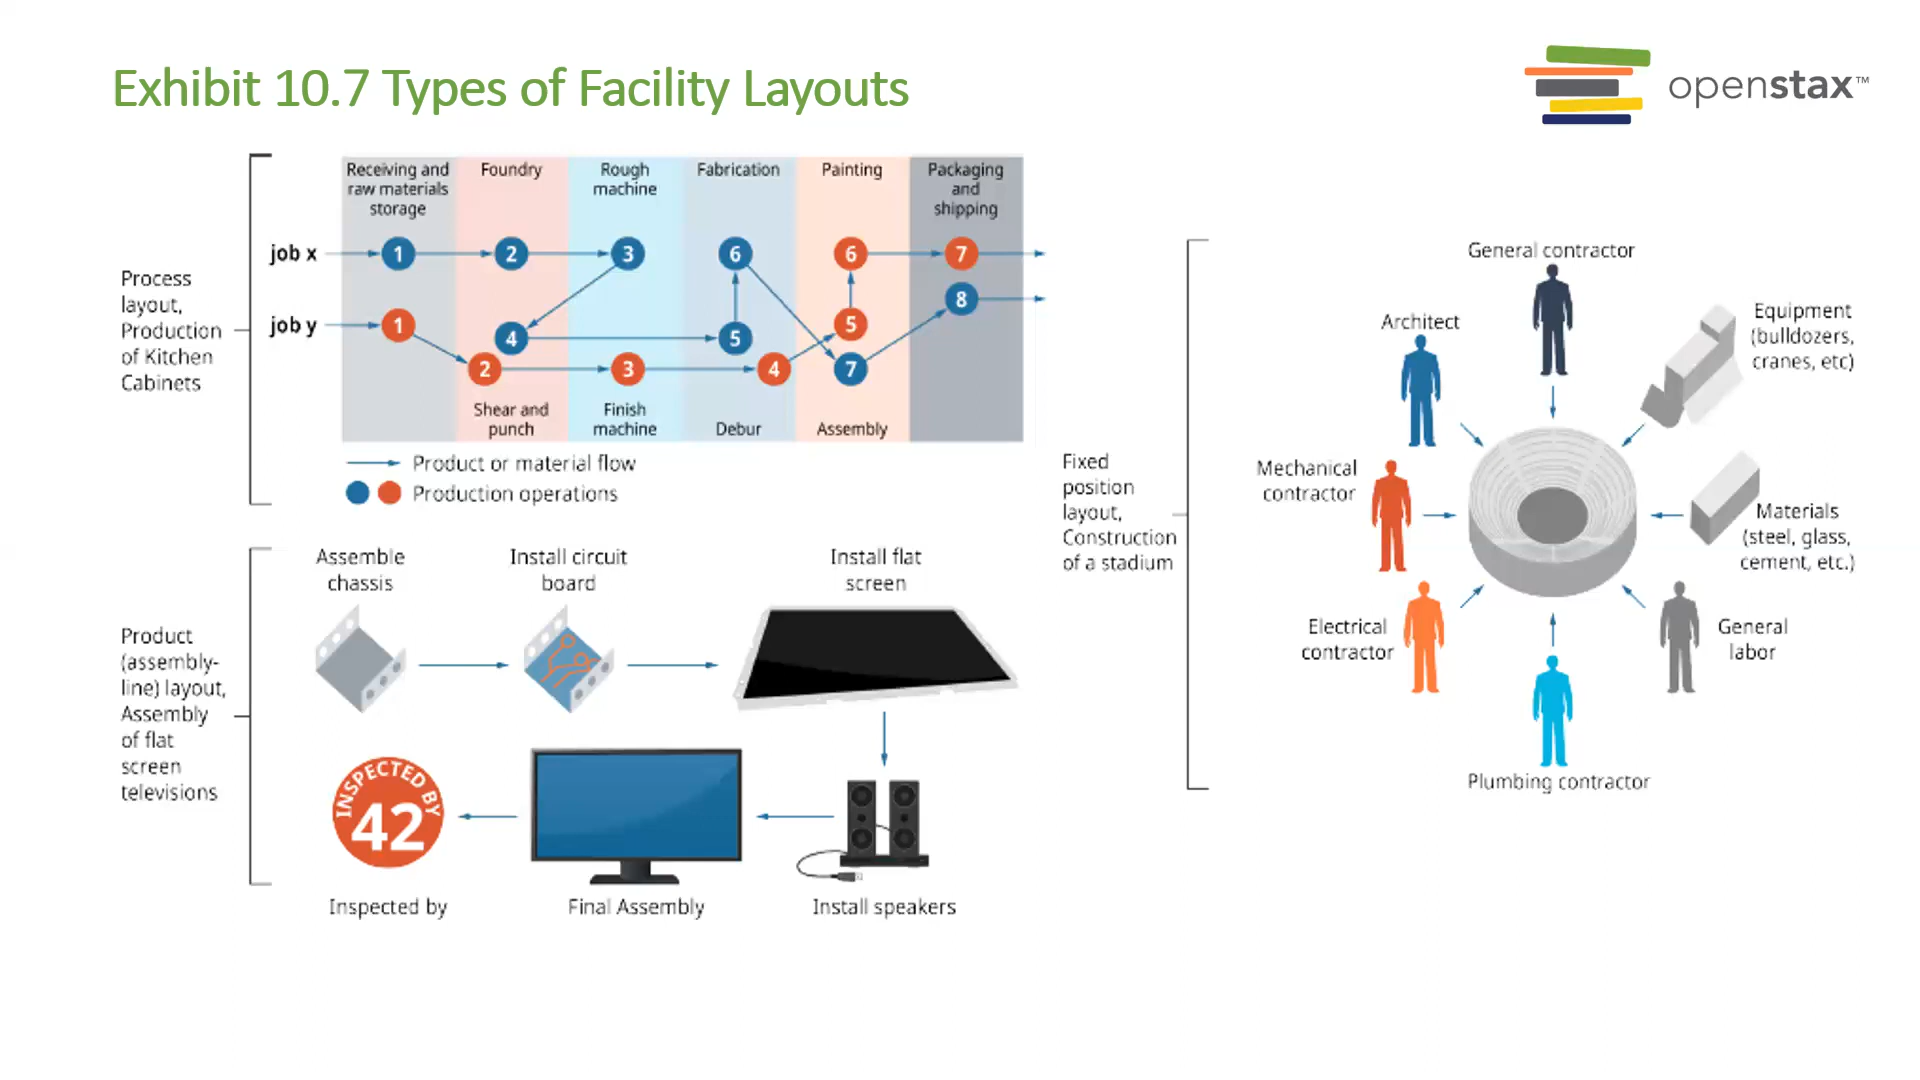 Exhibit 10.7 Types of Facility Layouts
openstax™
Process
layout,
Production
of Kitchen
Cabinets
Receiving and
raw materials
storage
Foundry
Rough
machine
Fabrication
Painting
Packaging
and
shipping
job x
1
2
3
6
6
7
8
job y
1
4
5
5
2
3
4
7
Shear and
punch
Finish
machine
Debur
Assembly
Product or material flow
Production operations
Product
(assembly-
line) layout,
Assembly
of flat
screen
televisions
Assemble
chassis
Install circuit
board
Install flat
screen
INSPECTED BY
42
Inspected by
Final Assembly
Install speakers
Fixed
position
layout,
Construction
of a stadium
General contractor
Architect
Equipment
(bulldozers,
cranes, etc)
Mechanical
contractor
Materials
(steel, glass,
cement, etc.)
Electrical
contractor
General
labor
Plumbing contractor